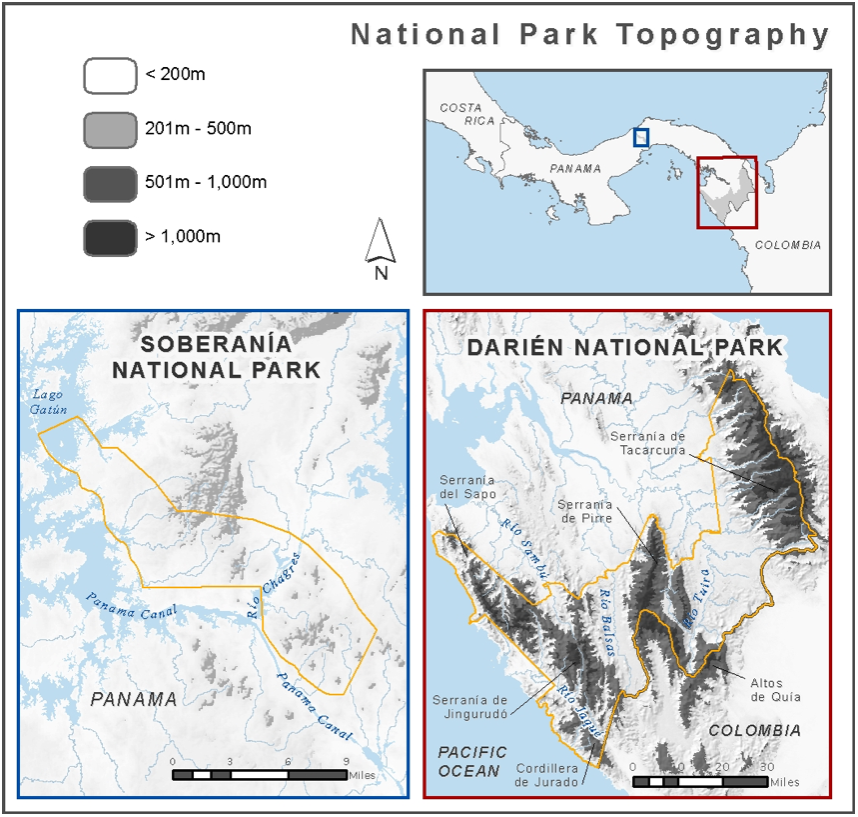 National Park Topography
< 200m
201m - 500m
501m - 1,000m
> 1,000m
N
COSTA
RICA
PANAMA
COLOMBIA
SOBERANÍA
NATIONAL PARK
Lago
Gatún
Río Chagres
Panama Canal
PANAMA
Panama Canal
0 3 6 9
Miles
DARIÉN NATIONAL PARK
PANAMA
Serranía de
Tacarcuna
Serranía
del Sapo
Serranía
de Pirre
Río Sambú
Río Balsas
Río Tuira
Altos
de Quía
Serranía de
Jingurudó
Río Jaqué
COLOMBIA
PACIFIC
OCEAN
Cordillera
de Jurado
0 10 20 30
Miles